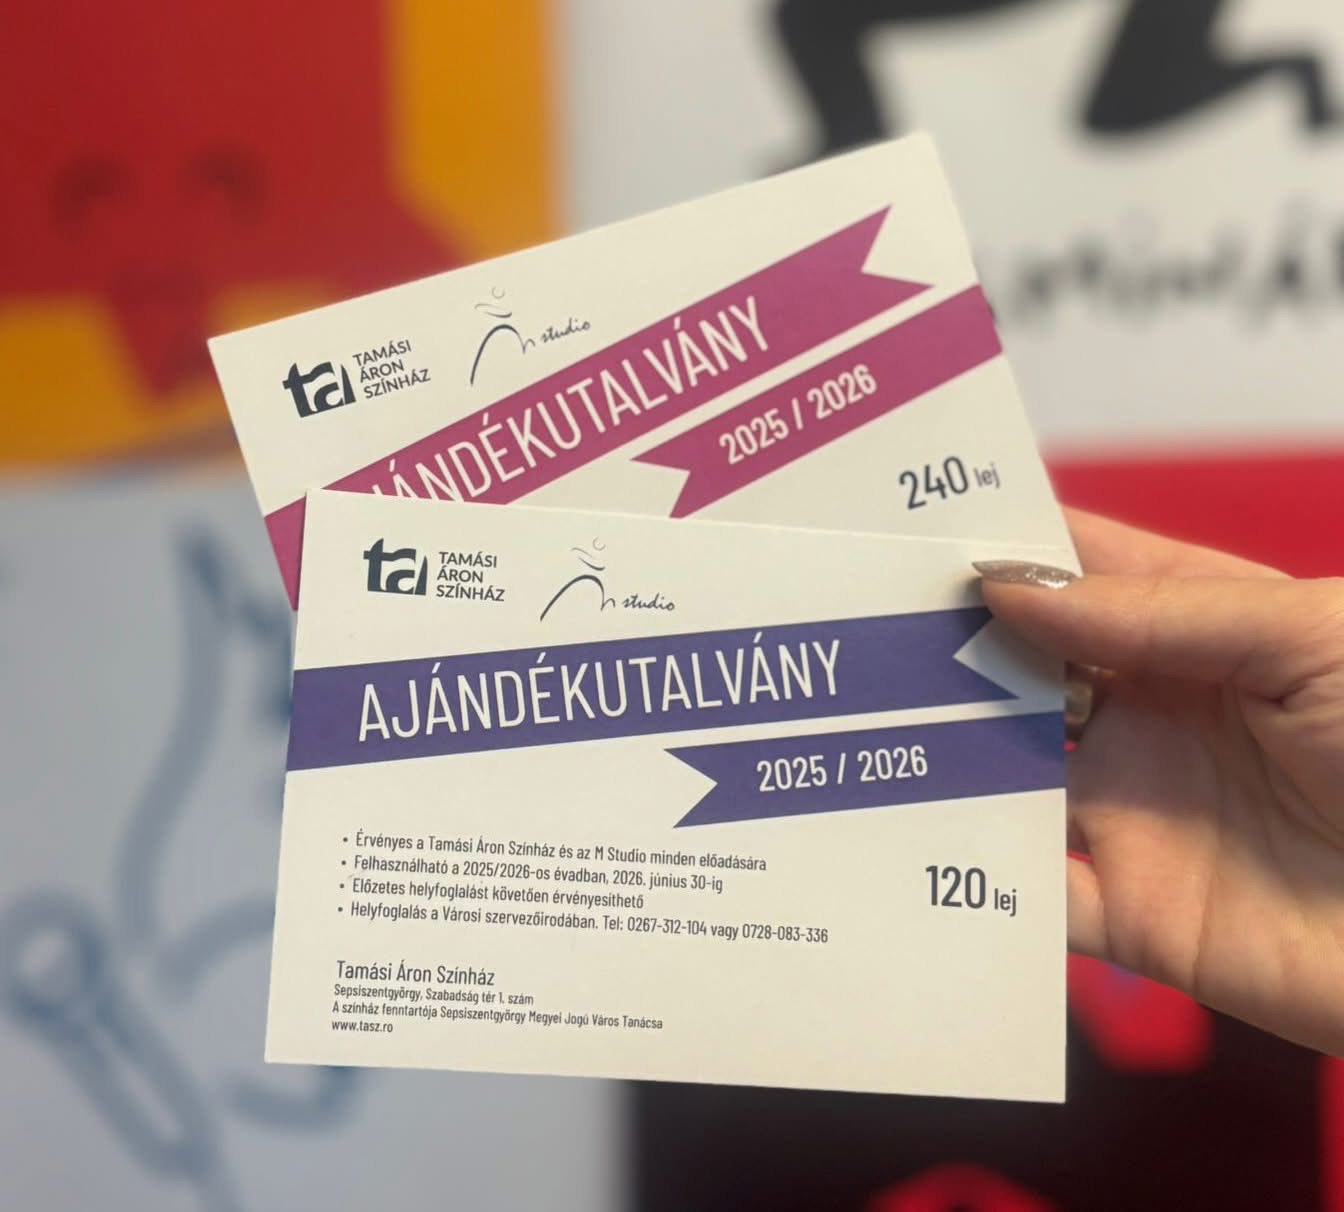 TAMÁSI
ÁRON
SZÍNHÁZ
studio
AJÁNDÉKUTALVÁNY
2025 / 2026
240 lej
ta TAMÁSI
ÁRON
SZÍNHÁZ
studio
AJÁNDÉKUTALVÁNY
2025 / 2026
• Érvényes a Tamási Áron Színház és az M Studio minden előadására
• Felhasználható a 2025/2026-os évadban, 2026. június 30-ig
• Előzetes helyfoglalást követően érvényesíthető
• Helyfoglalás a Városi szervezőirodában. Tel: 0267-312-104 vagy 0728-083-336
120 lej
Tamási Áron Színház
Sepsiszentgyörgy, Szabadság tér 1. szám
A színház fenntartója Sepsiszentgyörgy Megyei Jogú Város Tanácsa
www.tasz.ro